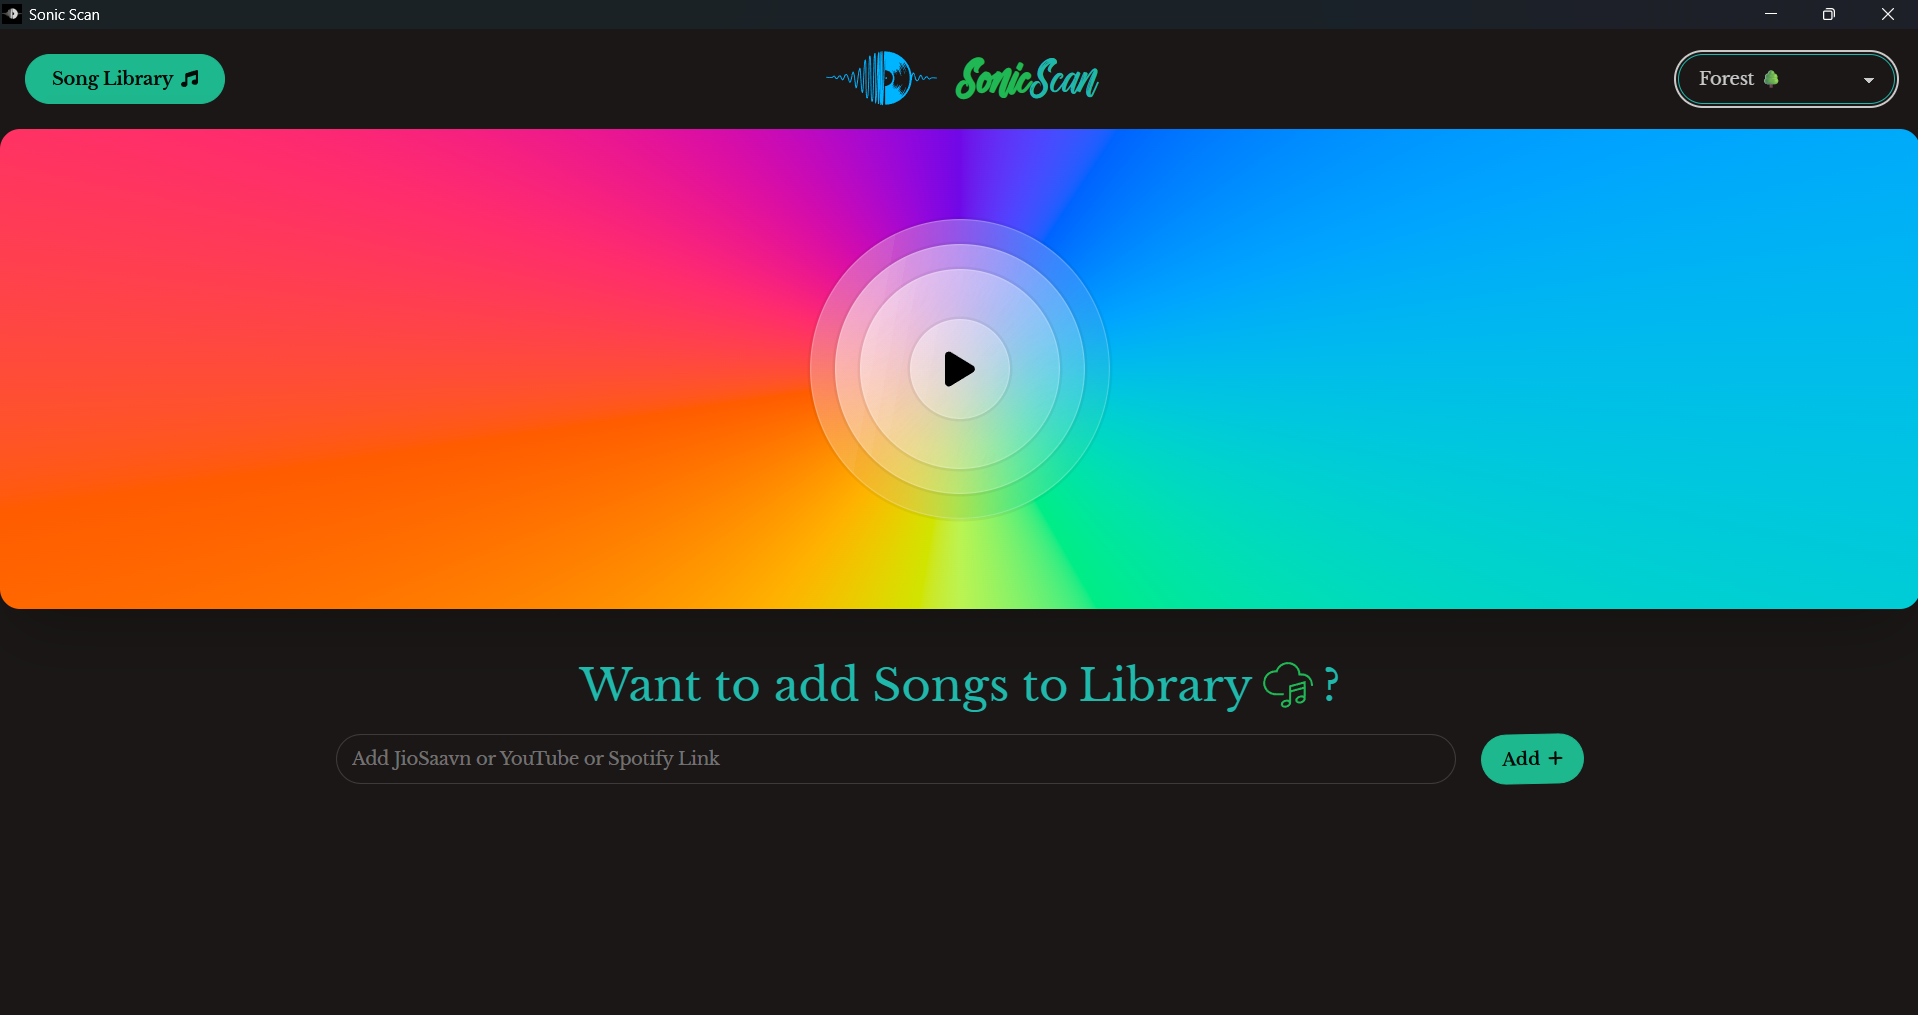 Sonic Scan
Song Library
SonicScan
Forest
Want to add Songs to Library ?
Add JioSaavn or YouTube or Spotify Link
Add +